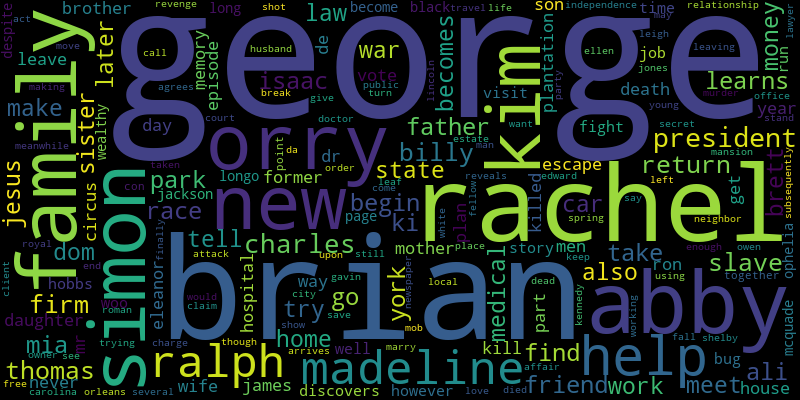 george
brian
rachel
family
orry
new
simon
kim
abby
help
madeline
ralph
president
charles
slave
thomas
jesus
sister
brother
law
war
isaac
father
billy
state
becomes
plantation
money
learns
son
time
job
run
death
year
fight
return
brett
escape
car
get
take
also
ron
men
story
medical
york
go
try
home
hospital
tell
race
park
day
dom
firm
mia
daughter
hobbs
eleanor
wife
james
discovers
however
kill
find
friend
work
meet
house
ali
bug
mcquade
ophelia
subsequently
together
owen
neighbor
mansion
murder
office
lawyer
independence
relationship
life
travel
may
leigh
leaving
ellen
jones
party
young
secret
stand
visit
vote
public
lincoln
black
become
shot
revenge
long
de
memory
episode
later
wealthy
circus
make
leave
despite
act
move
making
call
husband
agrees
break
give
turn
doctor
court
meanwhile
taken
con
jackson
longo
former
dr
da
point
order
man
want
estate
begin
ki
page
plan
killed
mother
place
white
fellow
reveals
come
leaf
edward
left
say
spring
enough
using
keep
dead
part
local
way
city
save
gavin
still
upon
attack
would
claim
show
though
arrives
mob
newspaper
well
marry
affair
died
love
working
kennedy
fall
shelby
mr
woo
roman
finally
royal
end
client
owner
see
trying
charge
never
free
carolina
orleans
several